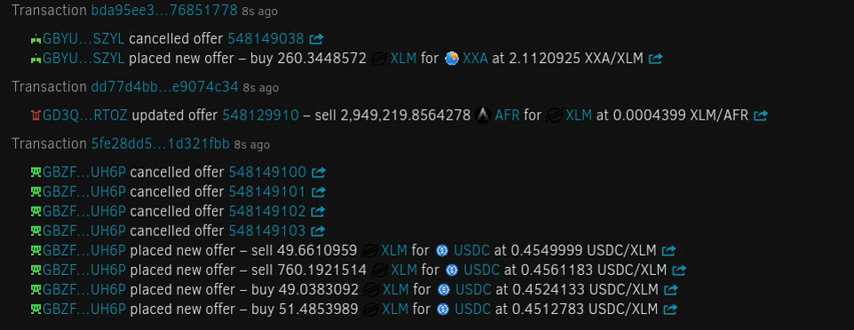 Transaction bda95ee3...76851778 8s ago
GBYU...SZYL cancelled offer 548149038
GBYU...SZYL placed new offer – buy 260.3448572 XLM for XXA at 2.1120925 XXA/XLM
Transaction dd77d4bb...e9074c34 8s ago
GD3Q...RTOZ updated offer 548129910 – sell 2,949,219.8564278 AFR for XLM at 0.0004399 XLM/AFR
Transaction 5fe28dd5...1d321fbb 8s ago
GBZF...UH6P cancelled offer 548149100
GBZF...UH6P cancelled offer 548149101
GBZF...UH6P cancelled offer 548149102
GBZF...UH6P cancelled offer 548149103
GBZF...UH6P placed new offer – sell 49.6610959 XLM for USDC at 0.4549999 USDC/XLM
GBZF...UH6P placed new offer – sell 760.1921514 XLM for USDC at 0.4561183 USDC/XLM
GBZF...UH6P placed new offer – buy 49.0383092 XLM for USDC at 0.4524133 USDC/XLM
GBZF...UH6P placed new offer – buy 51.4853989 XLM for USDC at 0.4512783 USDC/XLM